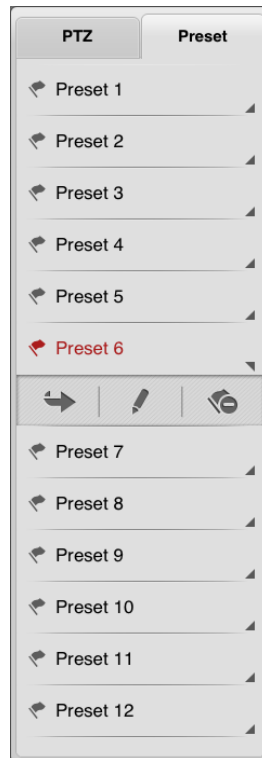 PTZ Preset
Preset 1
Preset 2
Preset 3
Preset 4
Preset 5
Preset 6
Preset 7
Preset 8
Preset 9
Preset 10
Preset 11
Preset 12